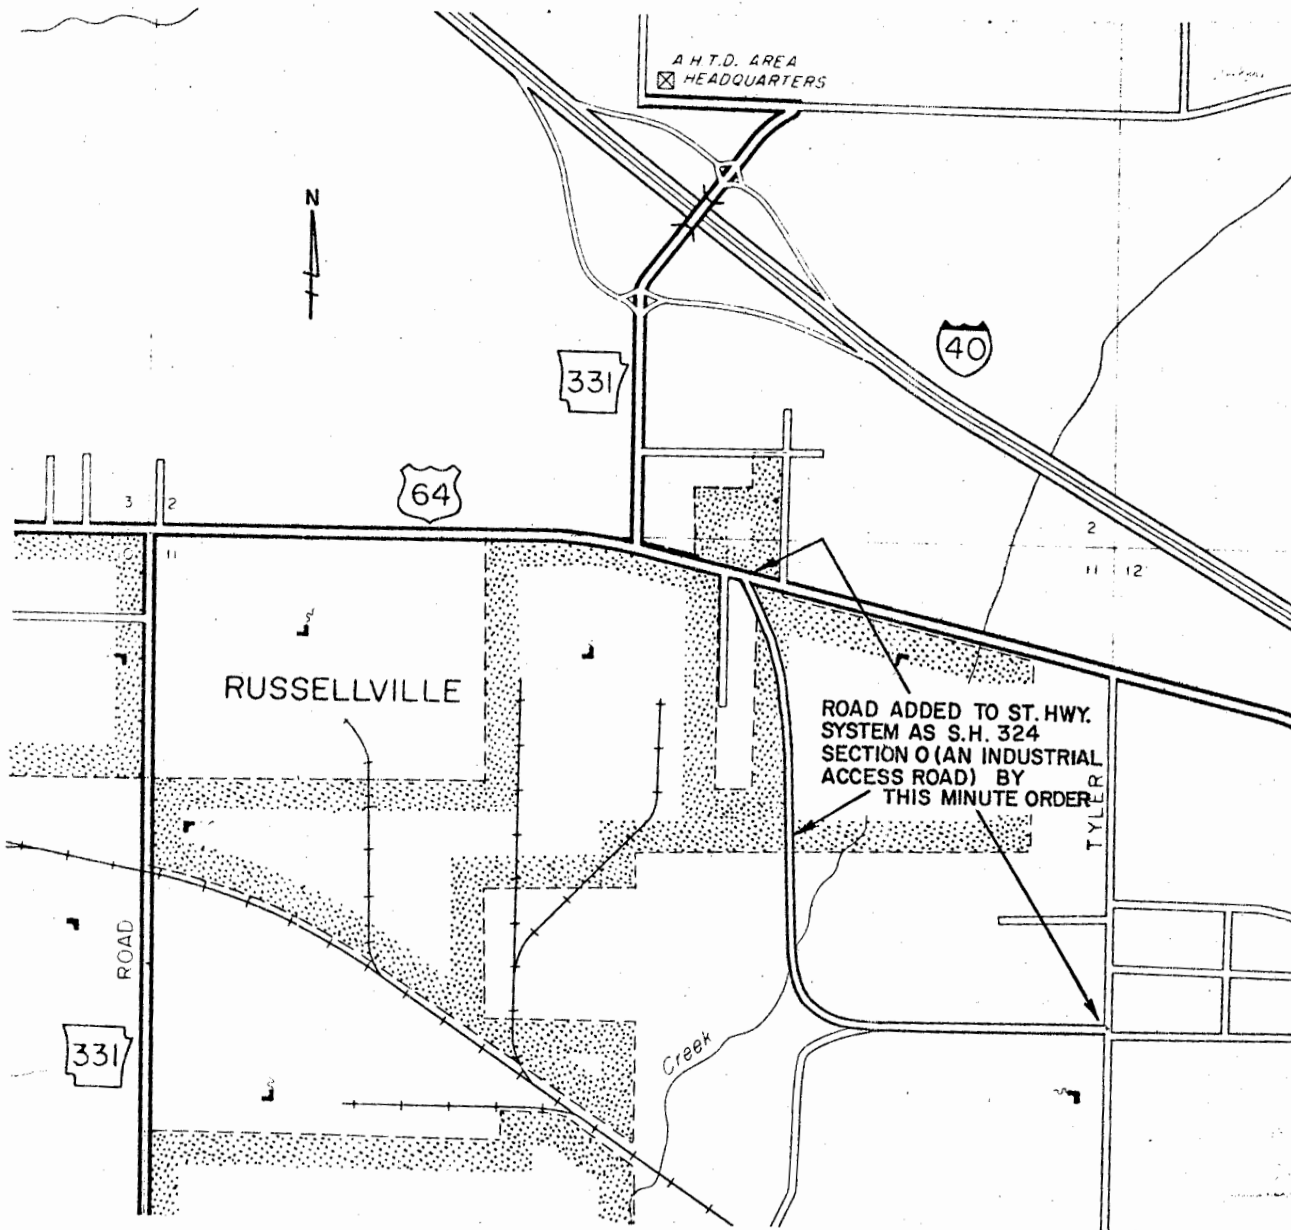 A.H.T.D. AREA
HEADQUARTERS
N
40
331
64
3 2
11
2
11 12
RUSSELLVILLE
ROAD ADDED TO ST. HWY.
SYSTEM AS S.H. 324
SECTION 0 (AN INDUSTRIAL
ACCESS ROAD) BY
THIS MINUTE ORDER
TYLER
ROAD
331
Creek